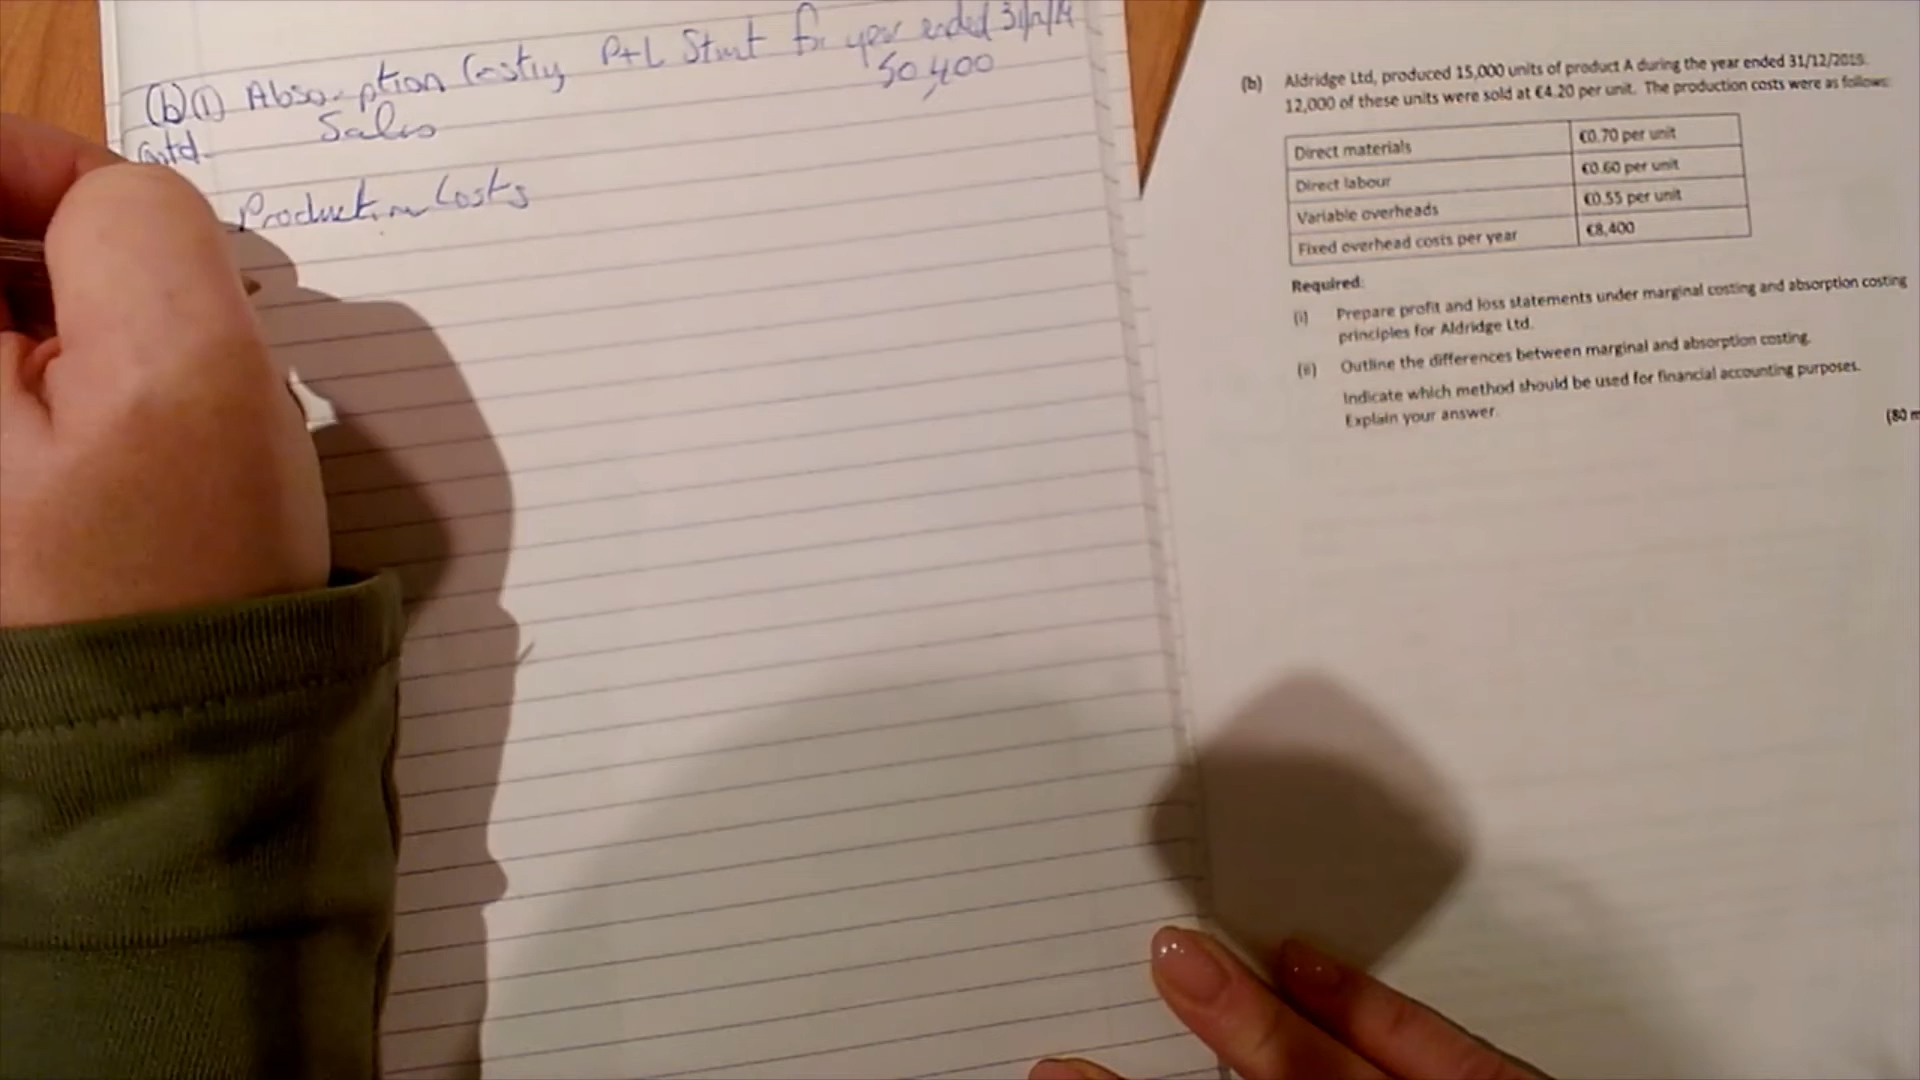 (b)(i) Absorption Costing P+L Stmt for year ended 31/12/14
Contd. Sales 50,400
Production Costs
(b) Aldridge Ltd, produced 15,000 units of product A during the year ended 31/12/2019.
12,000 of these units were sold at €4.20 per unit. The production costs were as follows:
Direct materials €0.70 per unit
Direct labour €0.60 per unit
Variable overheads €0.55 per unit
Fixed overhead costs per year €8,400
Required:
(i) Prepare profit and loss statements under marginal costing and absorption costing
principles for Aldridge Ltd.
(ii) Outline the differences between marginal and absorption costing.
Indicate which method should be used for financial accounting purposes.
Explain your answer.
(80 m